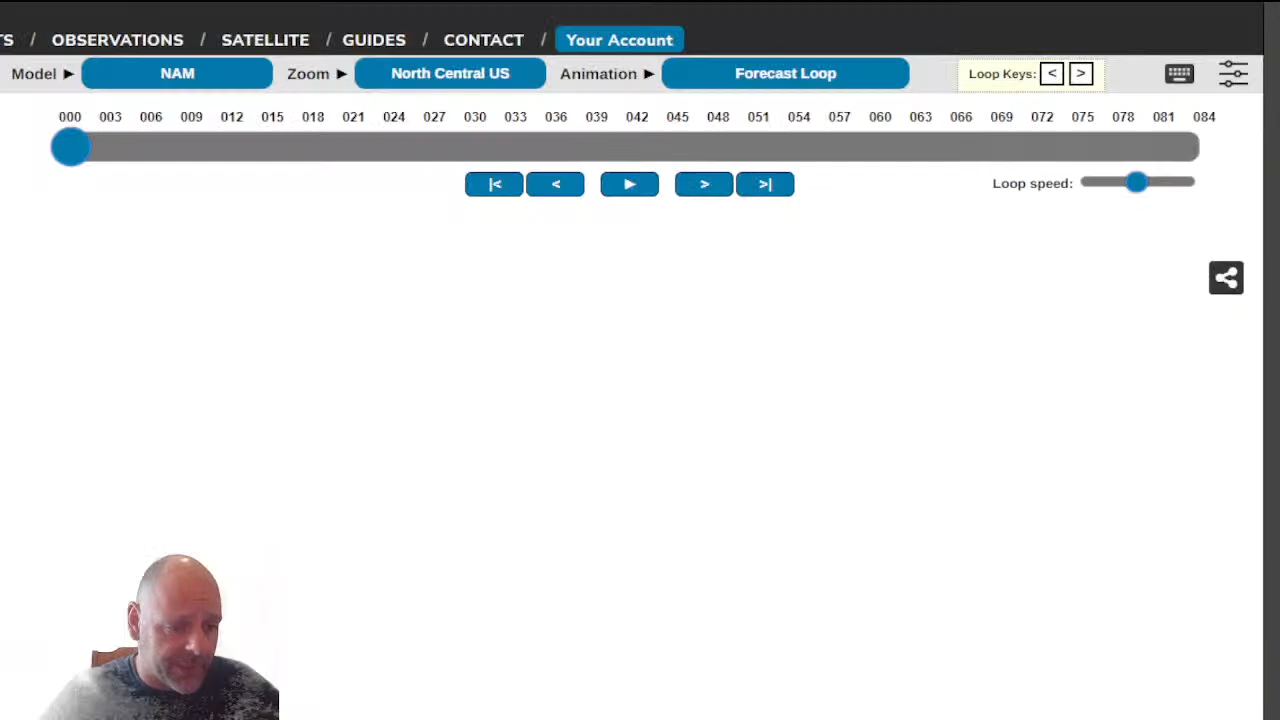 TS / OBSERVATIONS / SATELLITE / GUIDES / CONTACT / Your Account
Model ▶ NAM Zoom ▶ North Central US Animation ▶ Forecast Loop Loop Keys: < >
000 003 006 009 012 015 018 021 024 027 030 033 036 039 042 045 048 051 054 057 060 063 066 069 072 075 078 081 084
|< < ▶ > >| Loop speed: